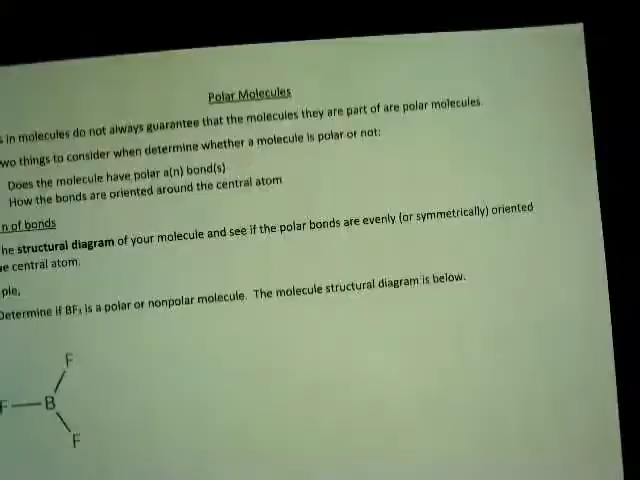 Polar Molecules
s in molecules do not always guarantee that the molecules they are part of are polar molecules.
wo things to consider when determine whether a molecule is polar or not:
Does the molecule have polar a(n) bond(s)
How the bonds are oriented around the central atom
n of bonds
he structural diagram of your molecule and see if the polar bonds are evenly (or symmetrically) oriented
e central atom.
ple,
Determine if BF₃ is a polar or nonpolar molecule. The molecule structural diagram is below.
F
F — B
F